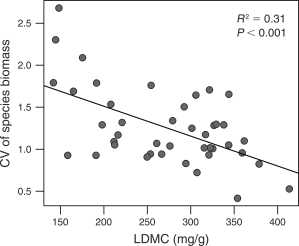 R² = 0.31
P < 0.001
CV of species biomass
2.5
2.0
1.5
1.0
0.5
150 200 250 300 350 400
LDMC (mg/g)